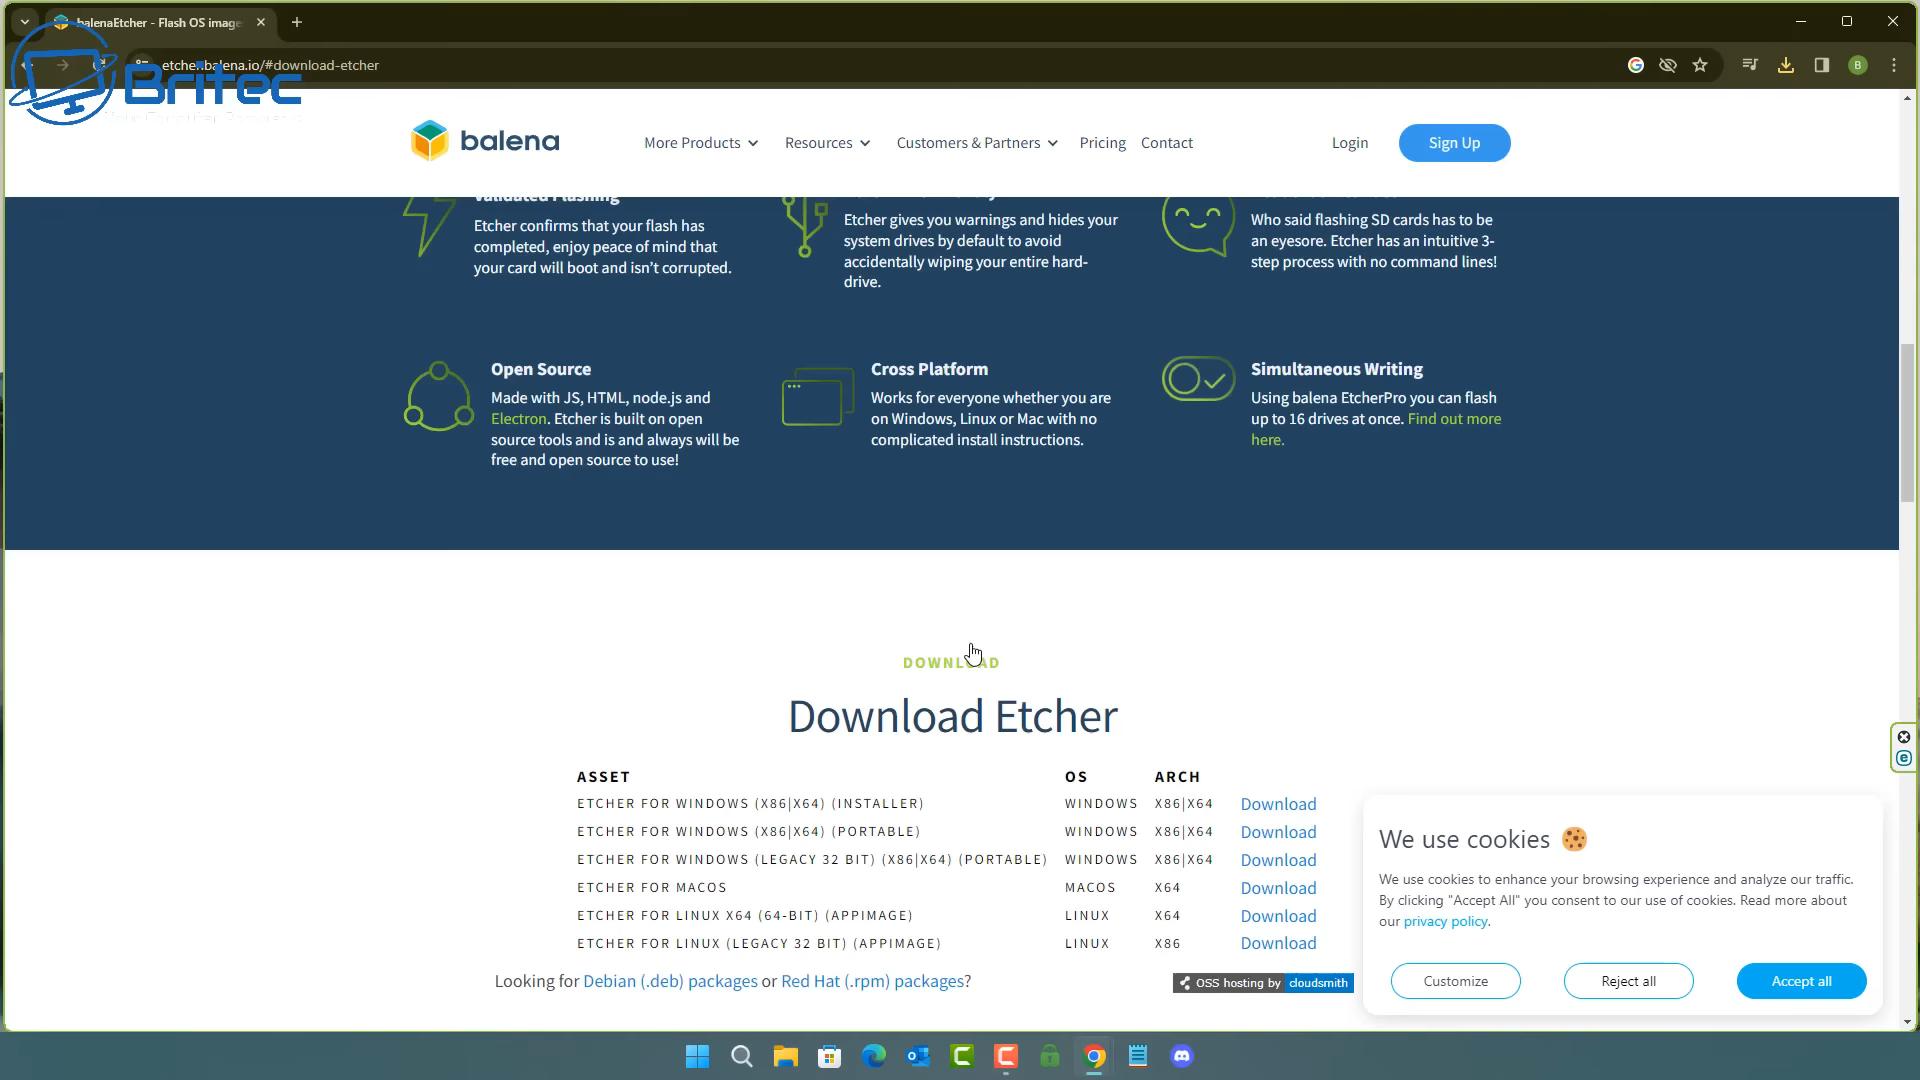 balenaEtcher - Flash OS image
etcher.balena.io/#download-etcher
B
Britec
balena
More Products
Resources
Customers & Partners
Pricing
Contact
Login
Sign Up
Validated Flashing
Etcher confirms that your flash has
completed, enjoy peace of mind that
your card will boot and isn't corrupted.
Etcher gives you warnings and hides your
system drives by default to avoid
accidentally wiping your entire hard-
drive.
Who said flashing SD cards has to be
an eyesore. Etcher has an intuitive 3-
step process with no command lines!
Open Source
Made with JS, HTML, node.js and
Electron. Etcher is built on open
source tools and is and always will be
free and open source to use!
Cross Platform
Works for everyone whether you are
on Windows, Linux or Mac with no
complicated install instructions.
Simultaneous Writing
Using balena EtcherPro you can flash
up to 16 drives at once. Find out more
here.
DOWNLOAD
Download Etcher
ASSET OS ARCH
ETCHER FOR WINDOWS (X86|X64) (INSTALLER) WINDOWS X86|X64 Download
ETCHER FOR WINDOWS (X86|X64) (PORTABLE) WINDOWS X86|X64 Download
ETCHER FOR WINDOWS (LEGACY 32 BIT) (X86|X64) (PORTABLE) WINDOWS X86|X64 Download
ETCHER FOR MACOS MACOS X64 Download
ETCHER FOR LINUX X64 (64-BIT) (APPIMAGE) LINUX X64 Download
ETCHER FOR LINUX (LEGACY 32 BIT) (APPIMAGE) LINUX X86 Download
Looking for Debian (.deb) packages or Red Hat (.rpm) packages?
OSS hosting by cloudsmith
We use cookies 🍪
We use cookies to enhance your browsing experience and analyze our traffic.
By clicking "Accept All" you consent to our use of cookies. Read more about
our privacy policy.
Customize
Reject all
Accept all